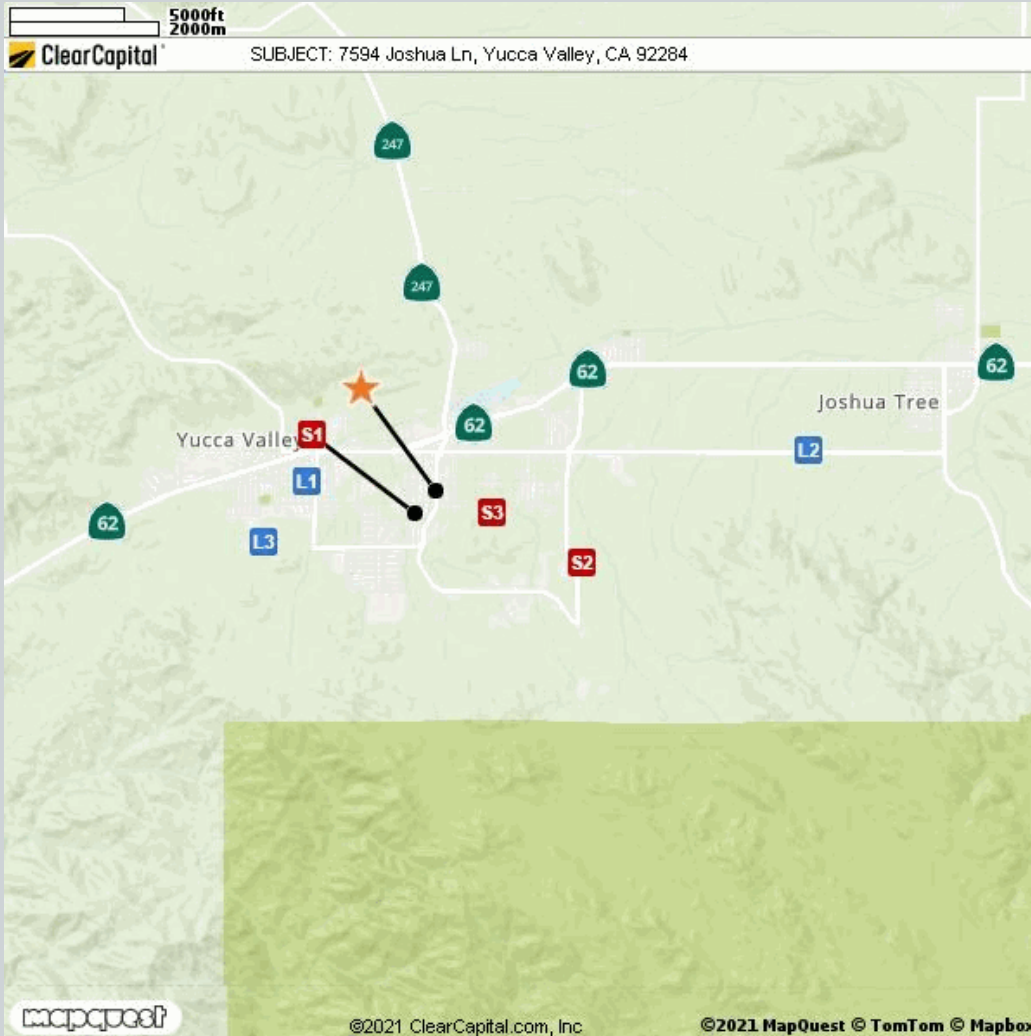 5000ft
2000m
ClearCapital
SUBJECT: 7594 Joshua Ln, Yucca Valley, CA 92284
247
247
62
62
Joshua Tree
62
Yucca Valley
S1
L2
L1
S3
62
L3
S2
mapquest
©2021 ClearCapital.com, Inc
©2021 MapQuest © TomTom © Mapbox